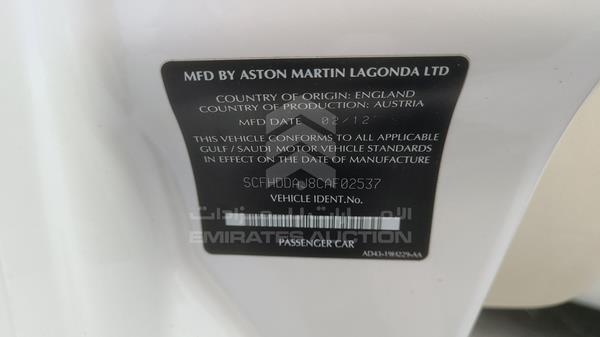 MFD BY ASTON MARTIN LAGONDA LTD
COUNTRY OF ORIGIN: ENGLAND
COUNTRY OF PRODUCTION: AUSTRIA
MFD DATE 02/12
THIS VEHICLE CONFORMS TO ALL APPLICABLE
GULF / SAUDI MOTOR VEHICLE STANDARDS
IN EFFECT ON THE DATE OF MANUFACTURE
SCFHDDAJ8CAF02537
VEHICLE IDENT.No.
الإمارات للمزادات
EMIRATES AUCTION
PASSENGER CAR
AD43-19H229-AA